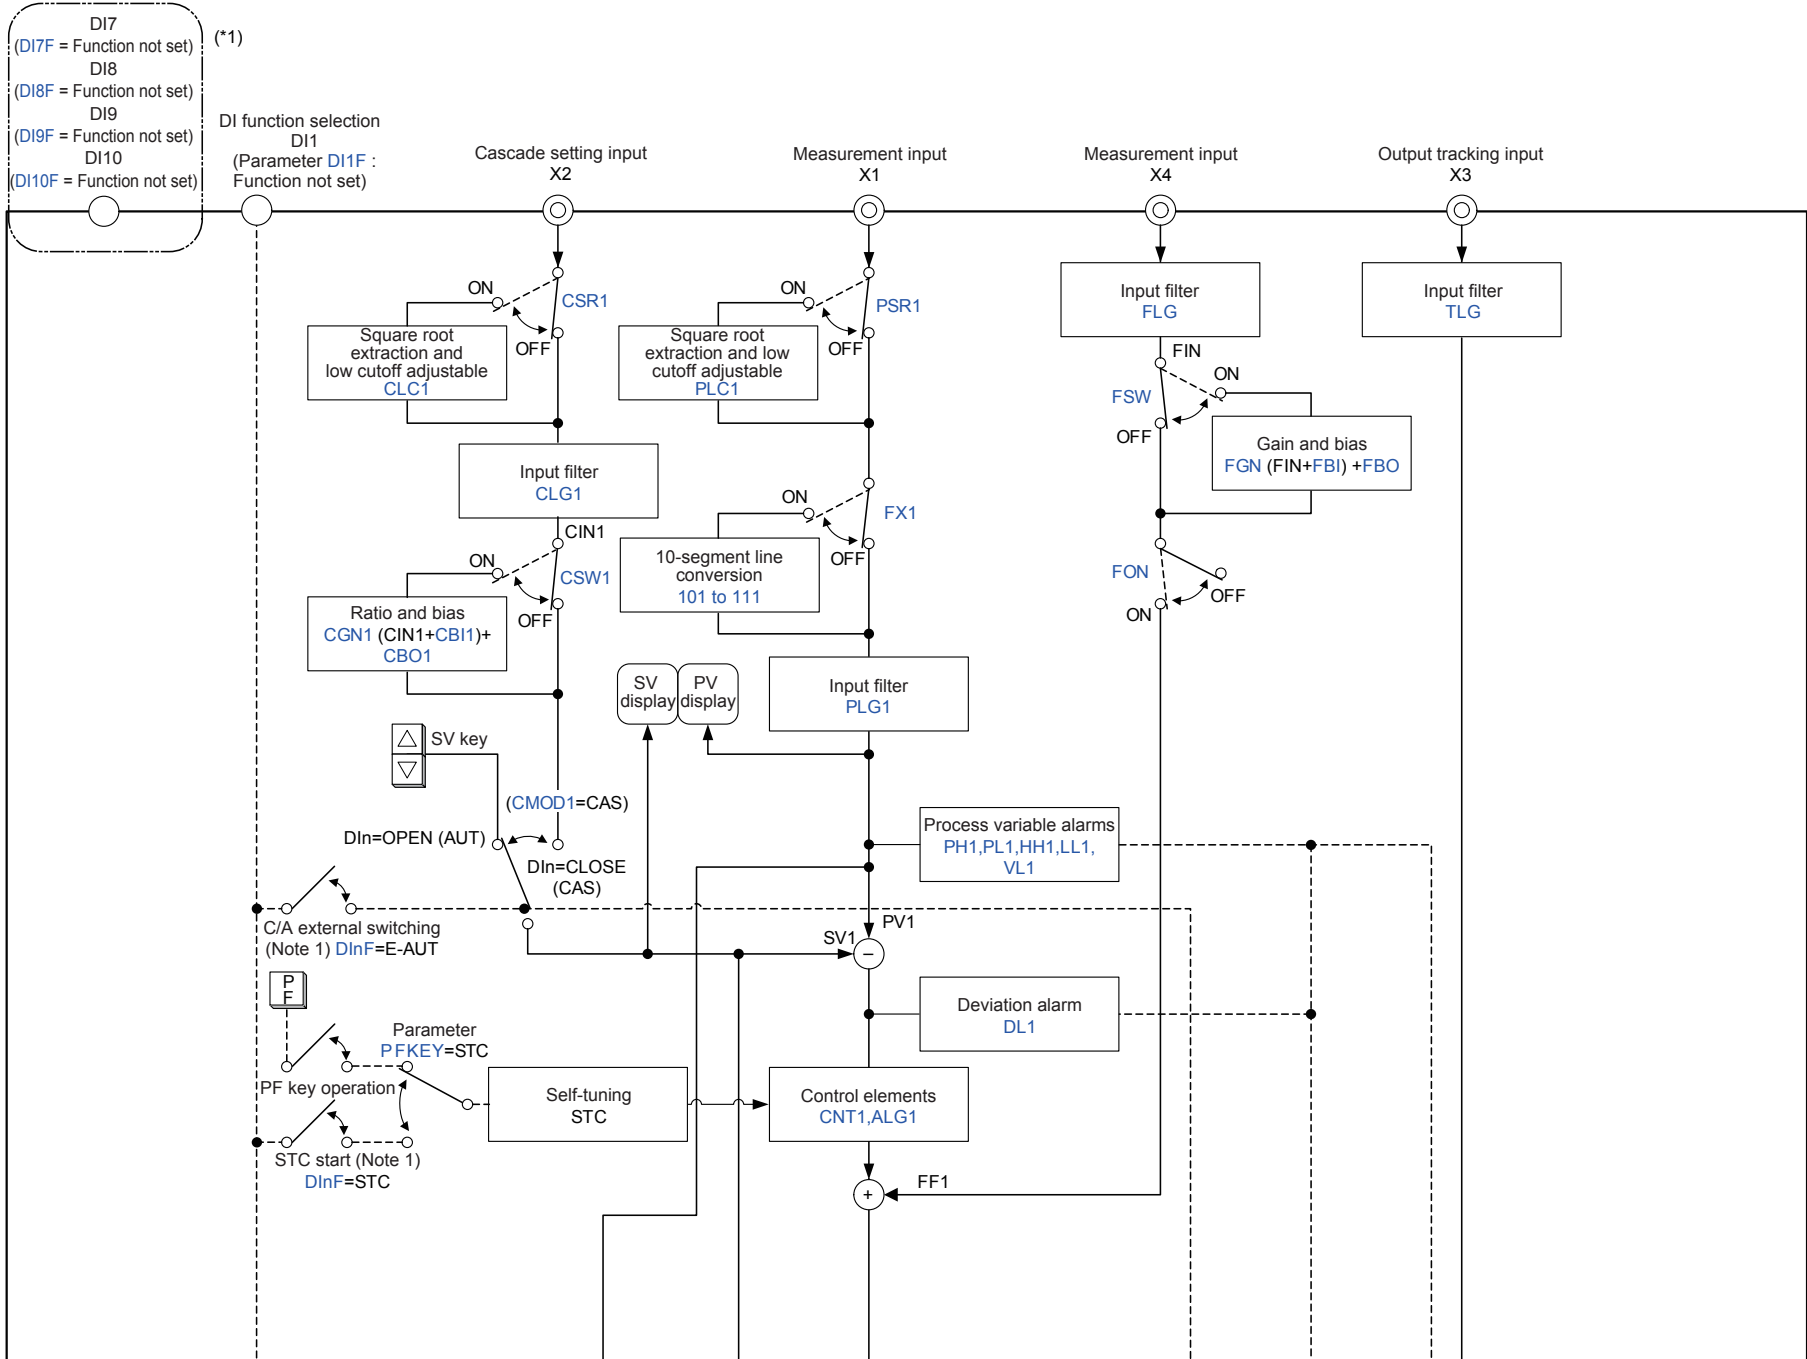 DI7
(DI7F = Function not set)
DI8
(DI8F = Function not set)
DI9
(DI9F = Function not set)
DI10
(DI10F = Function not set)
(*1)
DI function selection
DI1
(Parameter DI1F :
Function not set)
Cascade setting input
X2
Measurement input
X1
Measurement input
X4
Output tracking input
X3
ON
CSR1
OFF
Square root
extraction and
low cutoff adjustable
CLC1
Input filter
CLG1
CIN1
ON
CSW1
OFF
Ratio and bias
CGN1 (CIN1+CBI1)+
CBO1
ON
PSR1
OFF
Square root
extraction and low
cutoff adjustable
PLC1
ON
FX1
OFF
10-segment line
conversion
101 to 111
Input filter
PLG1
Input filter
FLG
FIN
ON
FSW
OFF
Gain and bias
FGN (FIN+FBI) +FBO
FON
OFF
ON
Input filter
TLG
SV
display
PV
display
SV key
(CMOD1=CAS)
DIn=OPEN (AUT)
DIn=CLOSE
(CAS)
C/A external switching
(Note 1) DInF=E-AUT
Process variable alarms
PH1,PL1,HH1,LL1,
VL1
PV1
SV1
–
Deviation alarm
DL1
P
F
Parameter
PFKEY=STC
PF key operation
STC start (Note 1)
DInF=STC
Self-tuning
STC
Control elements
CNT1,ALG1
+
FF1